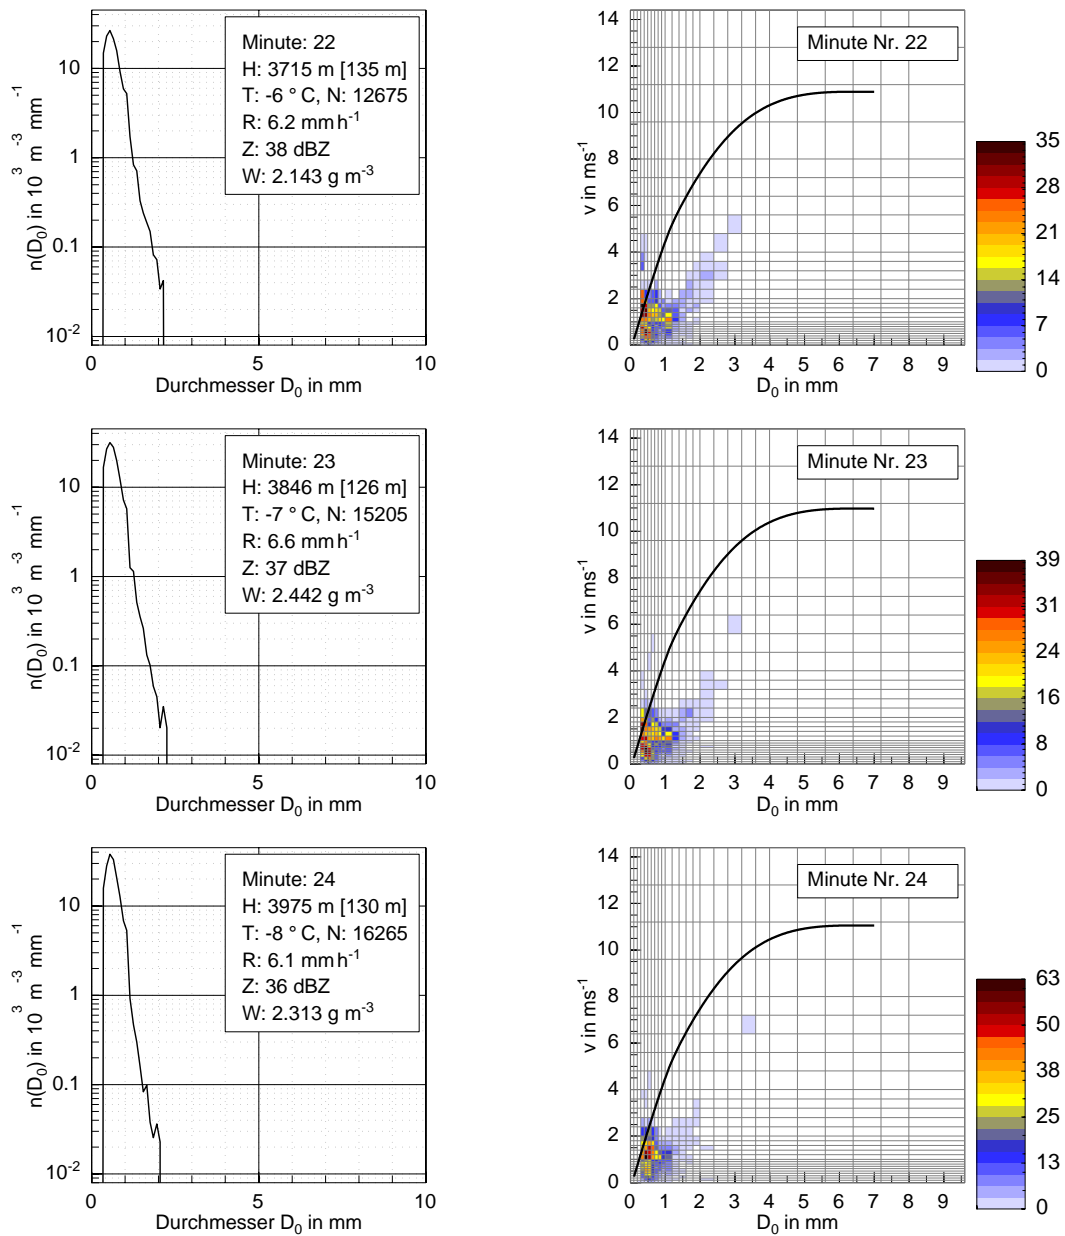 n(D₀) in 10³ m⁻³ mm⁻¹
10
1
0.1
10⁻²
0 5 10
Durchmesser D₀ in mm
Minute: 22
H: 3715 m [135 m]
T: -6 ° C, N: 12675
R: 6.2 mm h⁻¹
Z: 38 dBZ
W: 2.143 g m⁻³
v in ms⁻¹
14
12
10
8
6
4
2
0
0 1 2 3 4 5 6 7 8 9
D₀ in mm
Minute Nr. 22
35
28
21
14
7
0
n(D₀) in 10³ m⁻³ mm⁻¹
10
1
0.1
10⁻²
0 5 10
Durchmesser D₀ in mm
Minute: 23
H: 3846 m [126 m]
T: -7 ° C, N: 15205
R: 6.6 mm h⁻¹
Z: 37 dBZ
W: 2.442 g m⁻³
v in ms⁻¹
14
12
10
8
6
4
2
0
0 1 2 3 4 5 6 7 8 9
D₀ in mm
Minute Nr. 23
39
31
24
16
8
0
n(D₀) in 10³ m⁻³ mm⁻¹
10
1
0.1
10⁻²
0 5 10
Durchmesser D₀ in mm
Minute: 24
H: 3975 m [130 m]
T: -8 ° C, N: 16265
R: 6.1 mm h⁻¹
Z: 36 dBZ
W: 2.313 g m⁻³
v in ms⁻¹
14
12
10
8
6
4
2
0
0 1 2 3 4 5 6 7 8 9
D₀ in mm
Minute Nr. 24
63
50
38
25
13
0